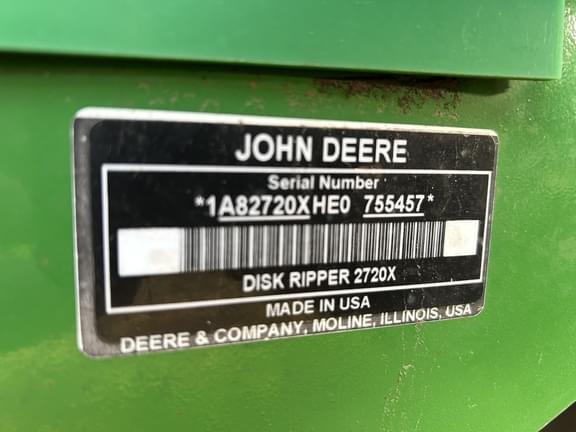 JOHN DEERE
Serial Number
*1A82720XHE0 755457*
DISK RIPPER 2720X
MADE IN USA
DEERE & COMPANY, MOLINE, ILLINOIS, USA